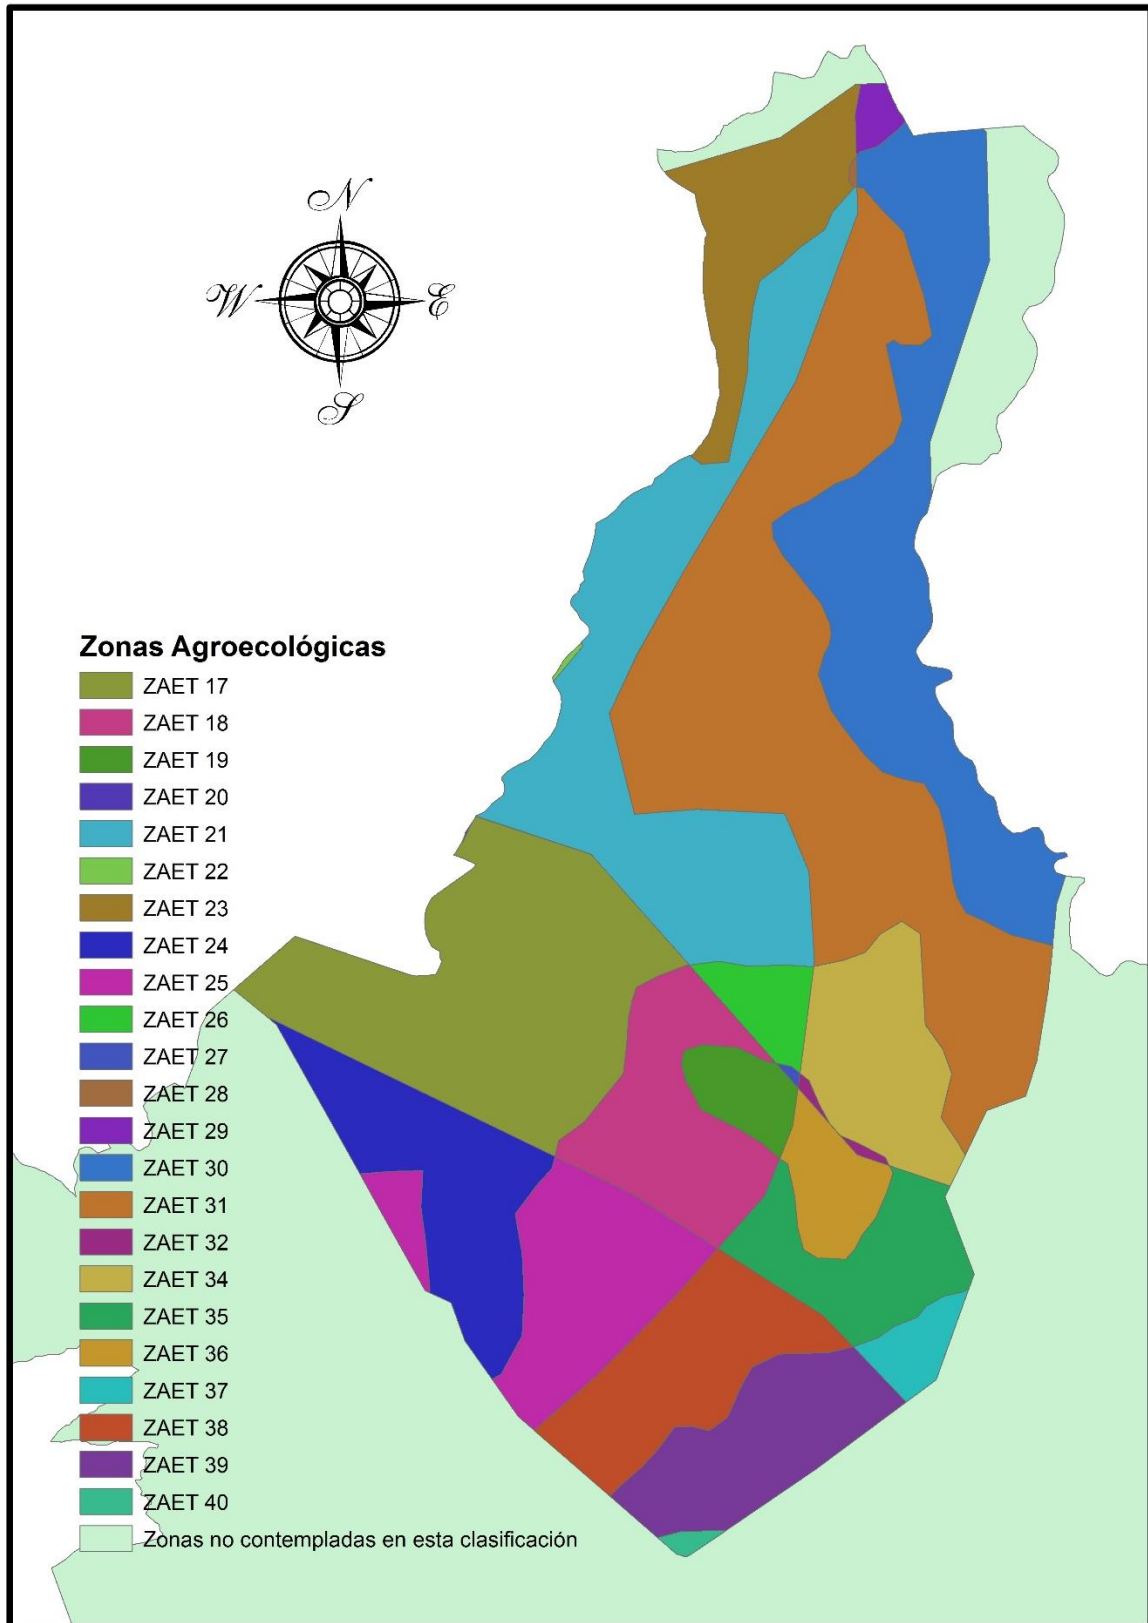 N
W
E
S
Zonas Agroecológicas
ZAET 17
ZAET 18
ZAET 19
ZAET 20
ZAET 21
ZAET 22
ZAET 23
ZAET 24
ZAET 25
ZAET 26
ZAET 27
ZAET 28
ZAET 29
ZAET 30
ZAET 31
ZAET 32
ZAET 34
ZAET 35
ZAET 36
ZAET 37
ZAET 38
ZAET 39
ZAET 40
Zonas no contempladas en esta clasificación